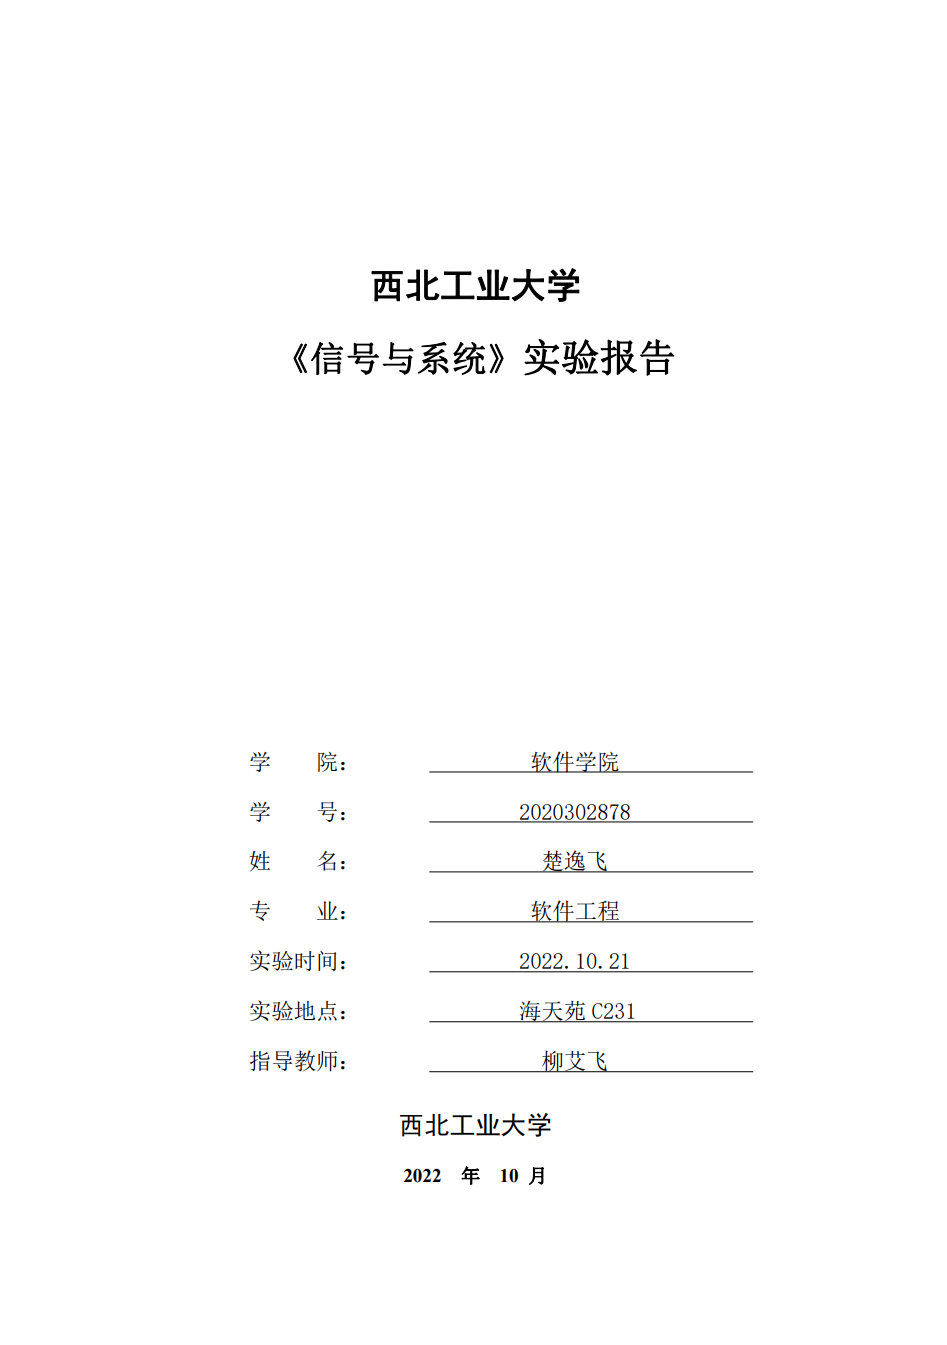 西北工业大学
《信号与系统》实验报告
学 院： 软件学院
学 号： 2020302878
姓 名： 楚逸飞
专 业： 软件工程
实验时间： 2022.10.21
实验地点： 海天苑 C231
指导教师： 柳艾飞
西北工业大学
2022 年 10 月